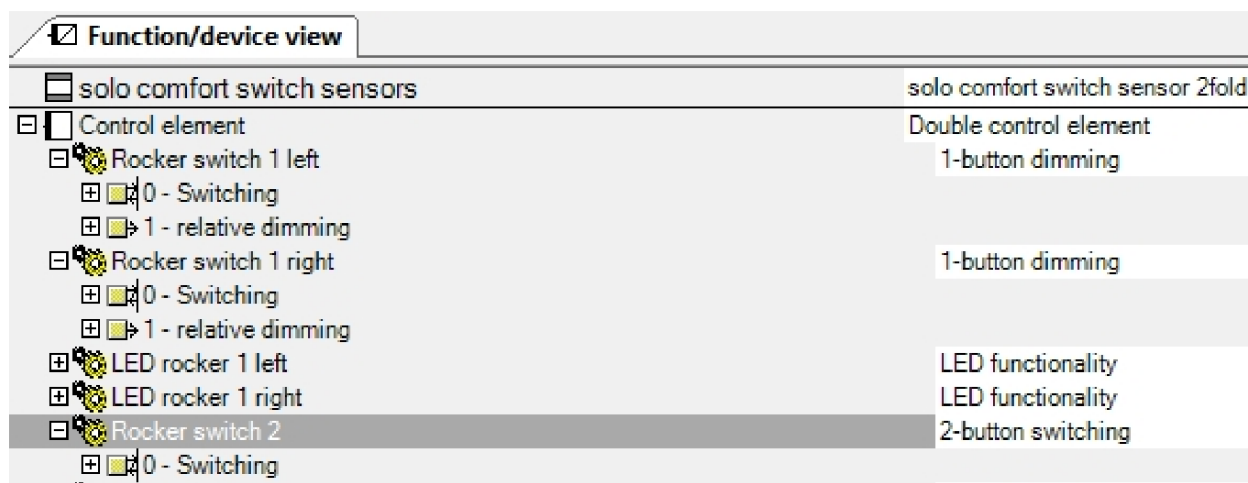 Function/device view
solo comfort switch sensors solo comfort switch sensor 2fold
Control element Double control element
Rocker switch 1 left 1-button dimming
0 - Switching
1 - relative dimming
Rocker switch 1 right 1-button dimming
0 - Switching
1 - relative dimming
LED rocker 1 left LED functionality
LED rocker 1 right LED functionality
Rocker switch 2 2-button switching
0 - Switching